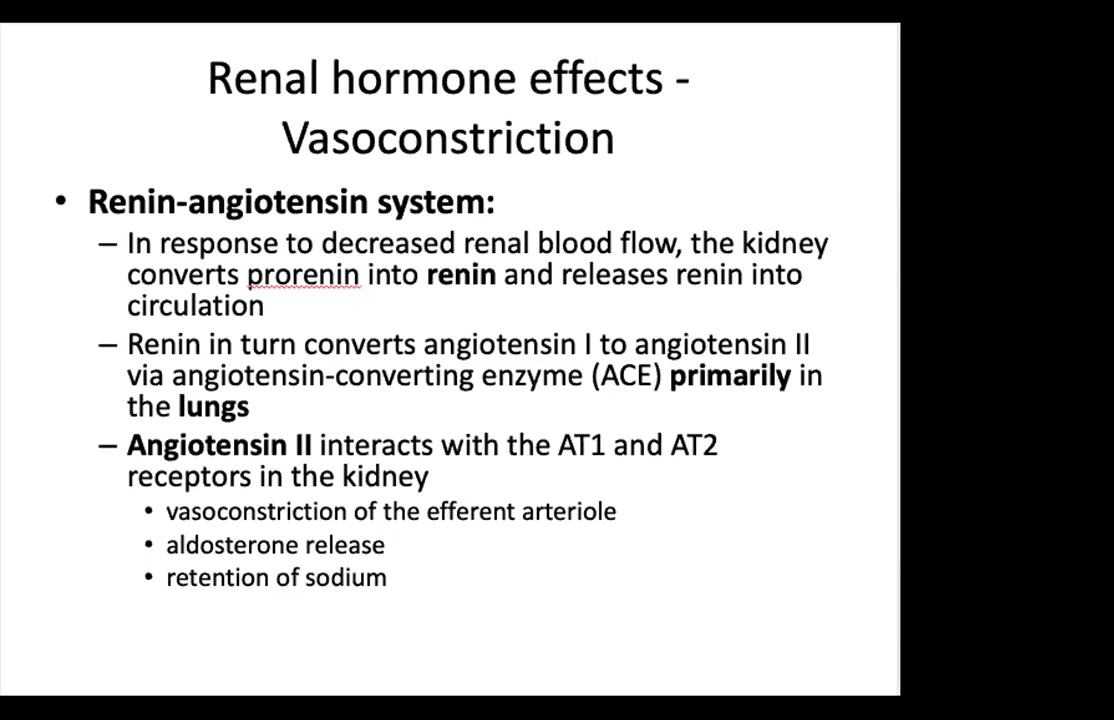 Renal hormone effects -
Vasoconstriction
• Renin-angiotensin system:
– In response to decreased renal blood flow, the kidney
converts prorenin into renin and releases renin into
circulation
– Renin in turn converts angiotensin I to angiotensin II
via angiotensin-converting enzyme (ACE) primarily in
the lungs
– Angiotensin II interacts with the AT1 and AT2
receptors in the kidney
• vasoconstriction of the efferent arteriole
• aldosterone release
• retention of sodium